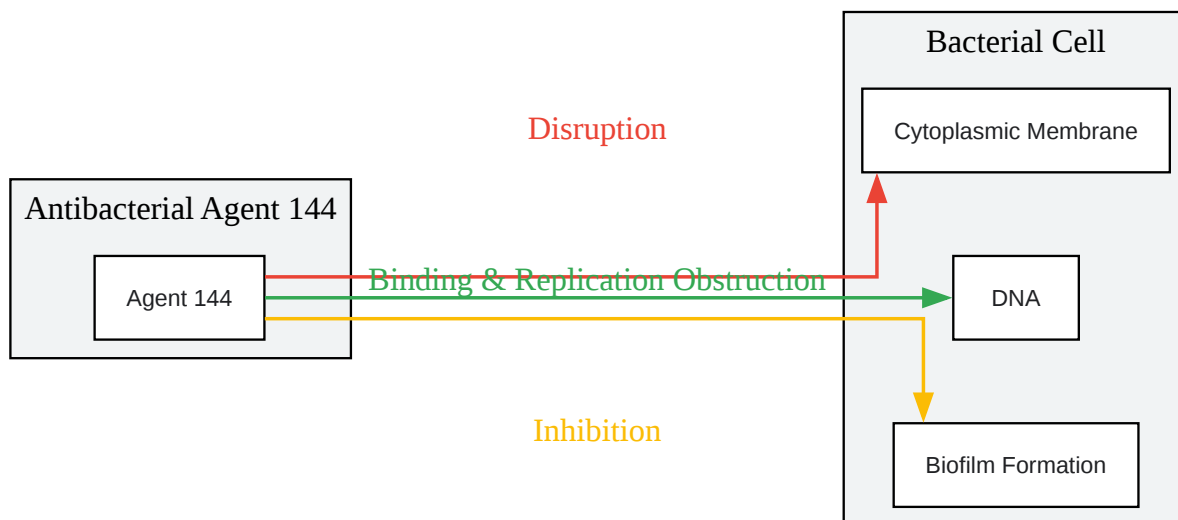 Bacterial Cell
Disruption
Cytoplasmic Membrane
Antibacterial Agent 144
Agent 144
Binding & Replication Obstruction
DNA
Inhibition
Biofilm Formation